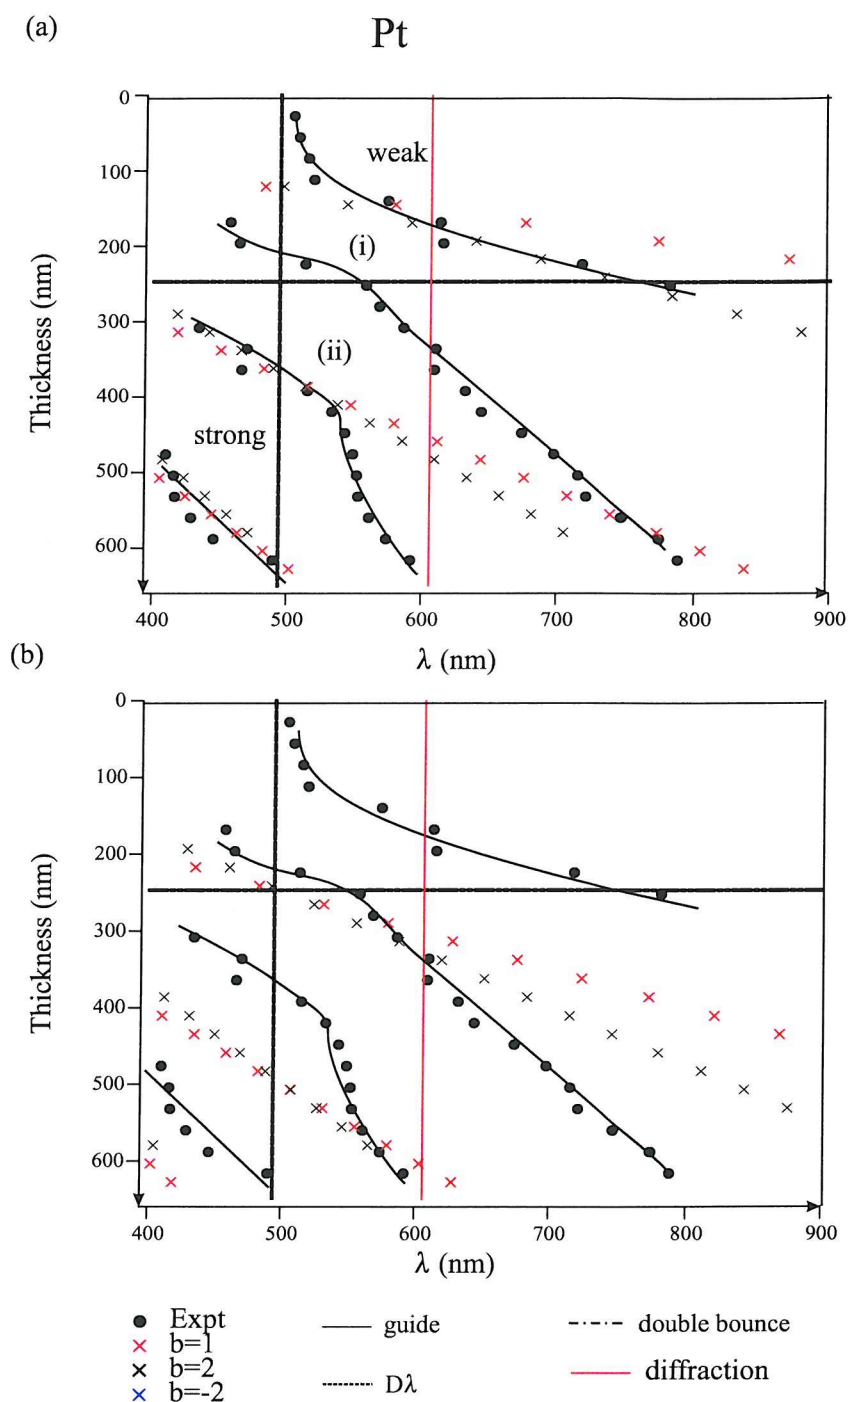 (a)
Pt
0
100
200
300
400
500
600
Thickness (nm)
weak
(i)
(ii)
strong
400
500
600
700
800
900
λ (nm)
(b)
0
100
200
300
400
500
600
Thickness (nm)
400
500
600
700
800
900
λ (nm)
Expt
b=1
b=2
b=-2
guide
Dλ
double bounce
diffraction